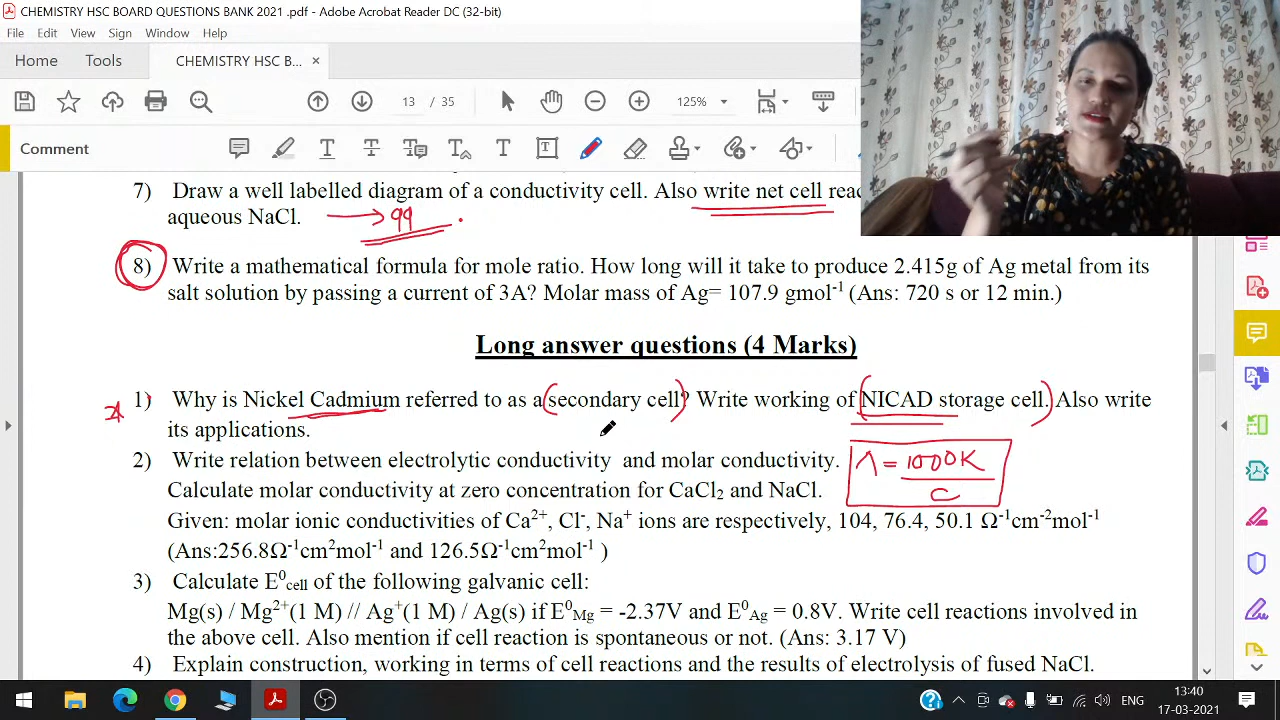 CHEMISTRY HSC BOARD QUESTIONS BANK 2021 .pdf - Adobe Acrobat Reader DC (32-bit)
File Edit View Sign Window Help
Home Tools CHEMISTRY HSC B... ×
13 / 35 125%
Comment
7) Draw a well labelled diagram of a conductivity cell. Also write net cell rea
aqueous NaCl. → 99
8) Write a mathematical formula for mole ratio. How long will it take to produce 2.415g of Ag metal from its
salt solution by passing a current of 3A? Molar mass of Ag= 107.9 gmol-1 (Ans: 720 s or 12 min.)
Long answer questions (4 Marks)
1) Why is Nickel Cadmium referred to as a (secondary cell)? Write working of (NICAD storage cell.) Also write
its applications.
2) Write relation between electrolytic conductivity and molar conductivity.
Λ = 1000K / C
Calculate molar conductivity at zero concentration for CaCl2 and NaCl.
Given: molar ionic conductivities of Ca2+, Cl-, Na+ ions are respectively, 104, 76.4, 50.1 Ω-1cm-2mol-1
(Ans:256.8Ω-1cm2mol-1 and 126.5Ω-1cm2mol-1 )
3) Calculate E0cell of the following galvanic cell:
Mg(s) / Mg2+(1 M) // Ag+(1 M) / Ag(s) if E0Mg = -2.37V and E0Ag = 0.8V. Write cell reactions involved in
the above cell. Also mention if cell reaction is spontaneous or not. (Ans: 3.17 V)
4) Explain construction, working in terms of cell reactions and the results of electrolysis of fused NaCl.
ENG 13:40
17-03-2021